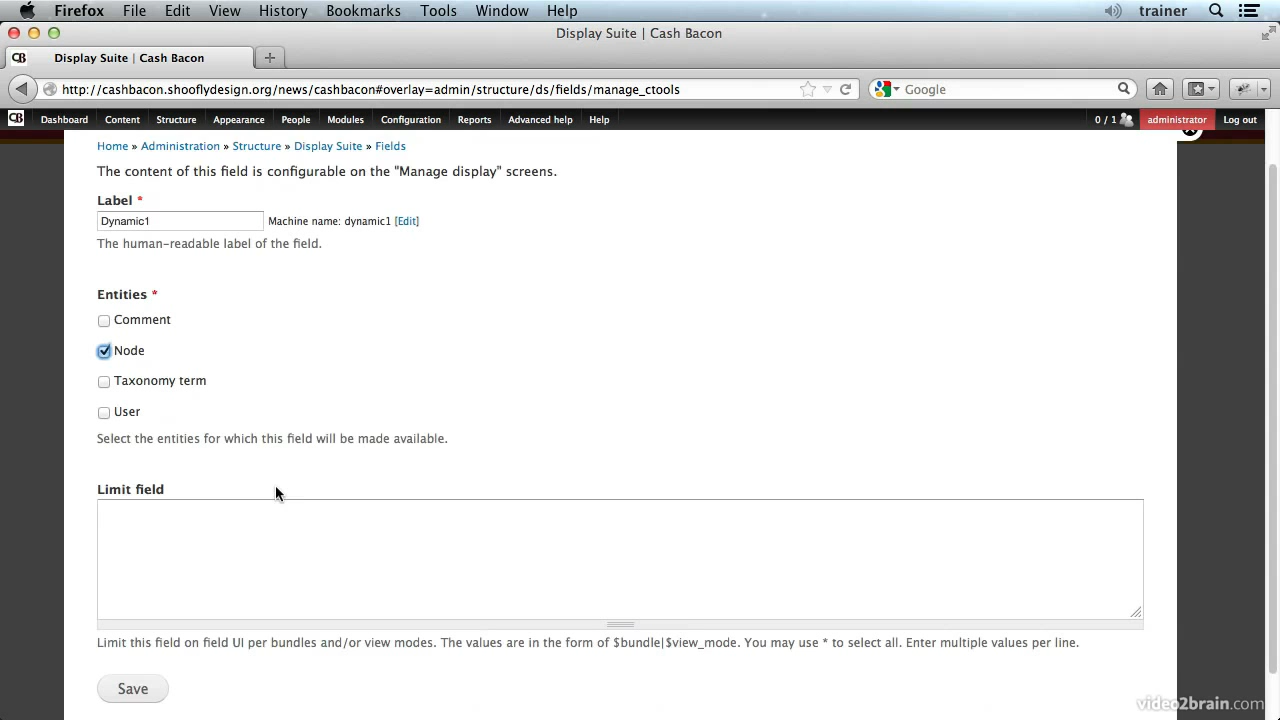 Firefox File Edit View History Bookmarks Tools Window Help trainer
Display Suite | Cash Bacon
CB Display Suite | Cash Bacon
http://cashbacon.shopflydesign.org/news/cashbacon#overlay=admin/structure/ds/fields/manage_ctools Google
CB Dashboard Content Structure Appearance People Modules Configuration Reports Advanced help Help 0 / 1 administrator Log out
Home » Administration » Structure » Display Suite » Fields
The content of this field is configurable on the "Manage display" screens.
Label *
Dynamic1 Machine name: dynamic1 [Edit]
The human-readable label of the field.
Entities *
Comment
Node
Taxonomy term
User
Select the entities for which this field will be made available.
Limit field
Limit this field on field UI per bundles and/or view modes. The values are in the form of $bundle|$view_mode. You may use * to select all. Enter multiple values per line.
Save
video2brain.com